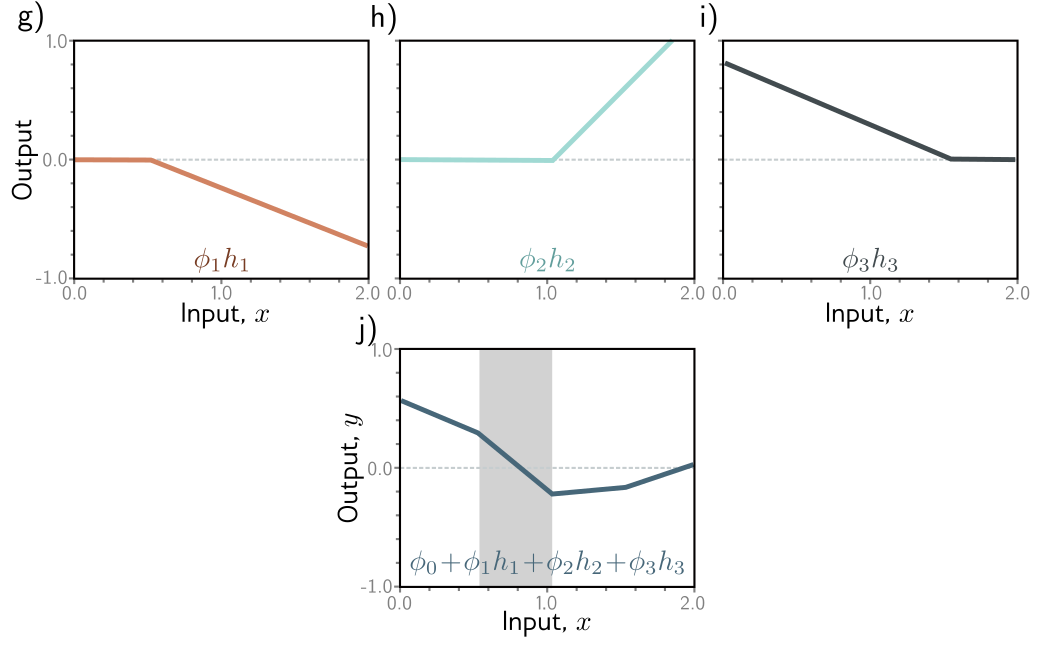 g)
h)
i)
1.0
0.0
-1.0
Output
ϕ₁h₁
ϕ₂h₂
ϕ₃h₃
0.0 1.0 2.0
0.0 1.0 2.0
0.0 1.0 2.0
Input, x
Input, x
j)
1.0
0.0
-1.0
Output, y
ϕ₀+ϕ₁h₁+ϕ₂h₂+ϕ₃h₃
0.0 1.0 2.0
Input, x